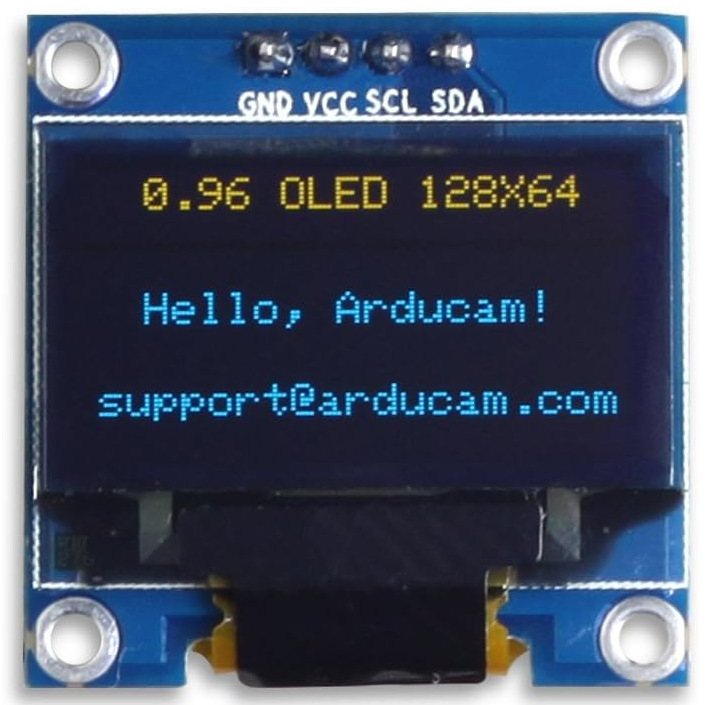 GND VCC SCL SDA
0.96 OLED 128X64
Hello, Arducam!
support@arducam.com